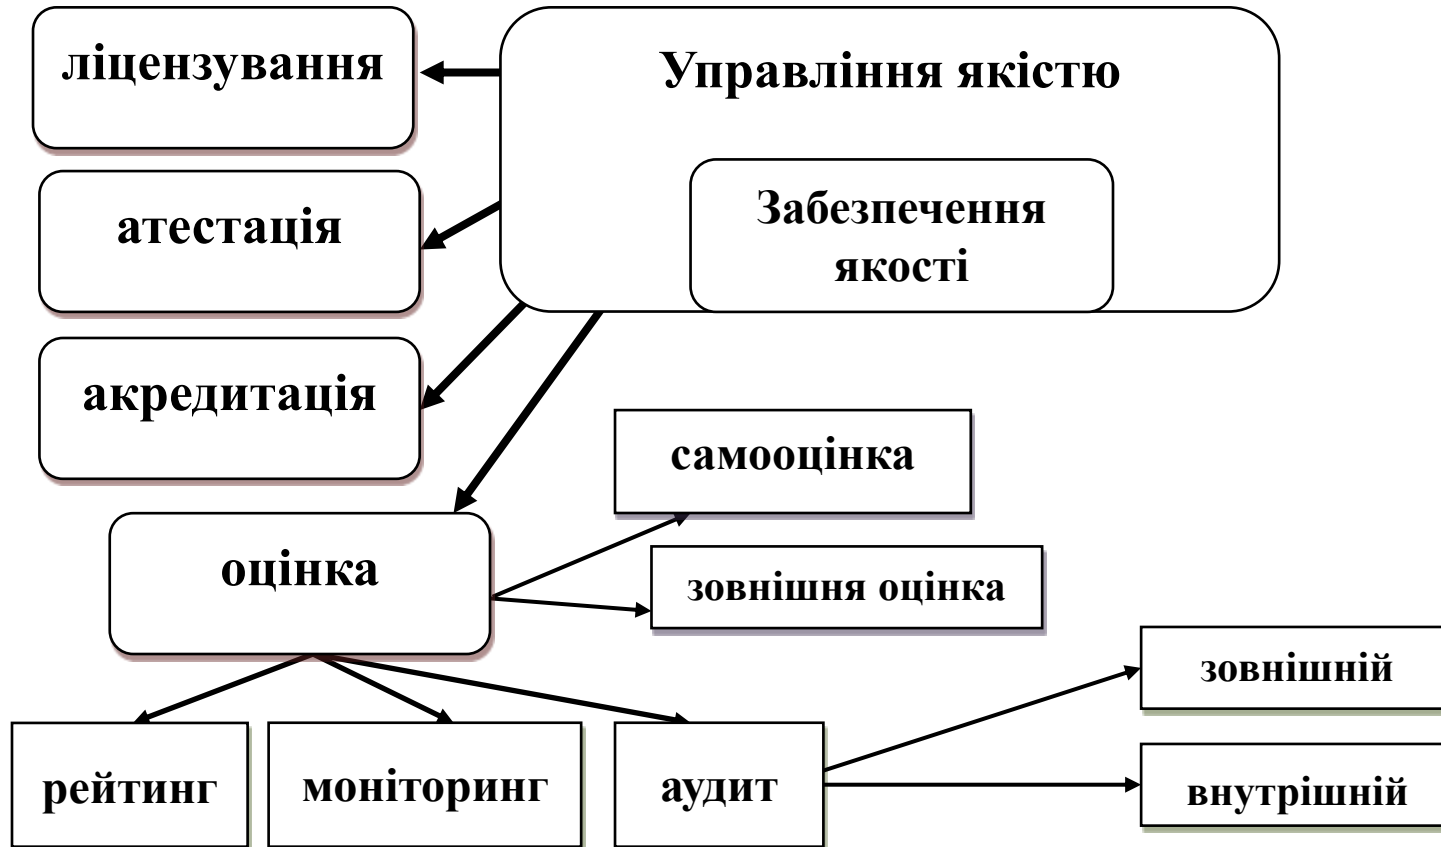 ліцензування
Управління якістю
атестація
Забезпечення
якості
акредитація
самооцінка
оцінка
зовнішня оцінка
зовнішній
рейтинг
моніторинг
аудит
внутрішній